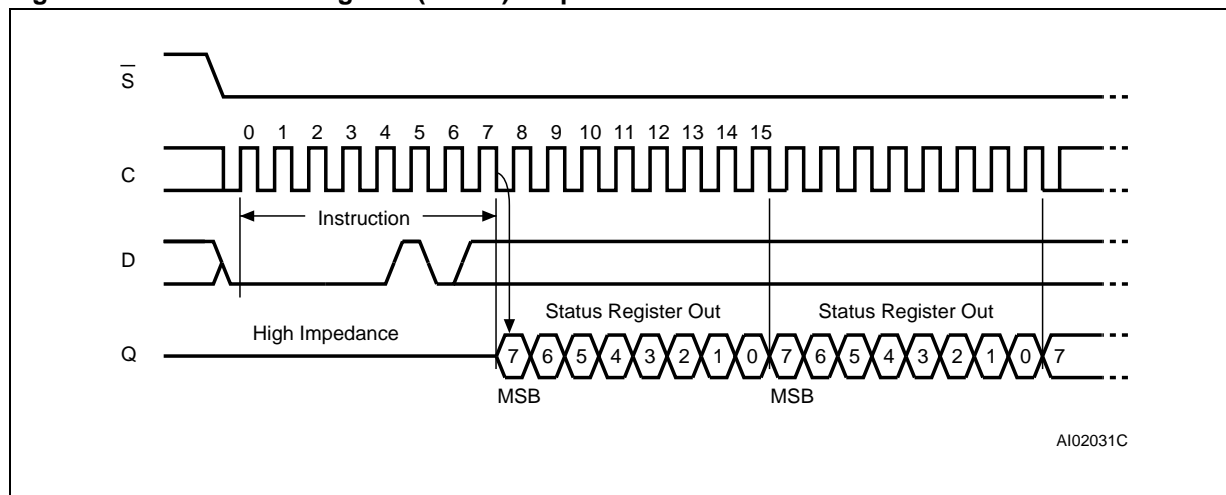 S
0 1 2 3 4 5 6 7 8 9 10 11 12 13 14 15
C
Instruction
D
Status Register Out Status Register Out
High Impedance
Q 7 6 5 4 3 2 1 0 7 6 5 4 3 2 1 0 7
MSB MSB
AI02031C